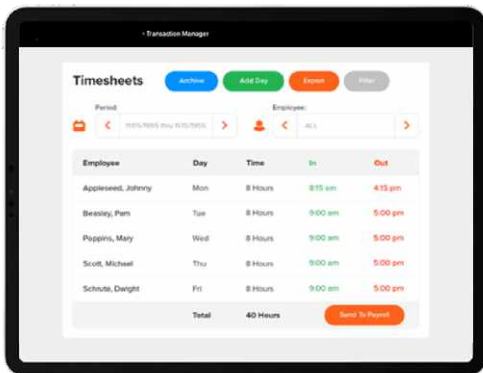 Transaction Manager
Timesheets Archive Add Day Export Filter
Period: Employee:
ALL
Employee Day Time In Out
Appleseed, Johnny Mon 8 Hours 8:15 am 4:15 pm
Beasley, Pam Tue 8 Hours 9:00 am 5:00 pm
Poppins, Mary Wed 8 Hours 9:00 am 5:00 pm
Scott, Michael Thu 8 Hours 9:00 am 5:00 pm
Schrute, Dwight Fri 8 Hours 9:00 am 5:00 pm
Total 40 Hours Send To Payroll